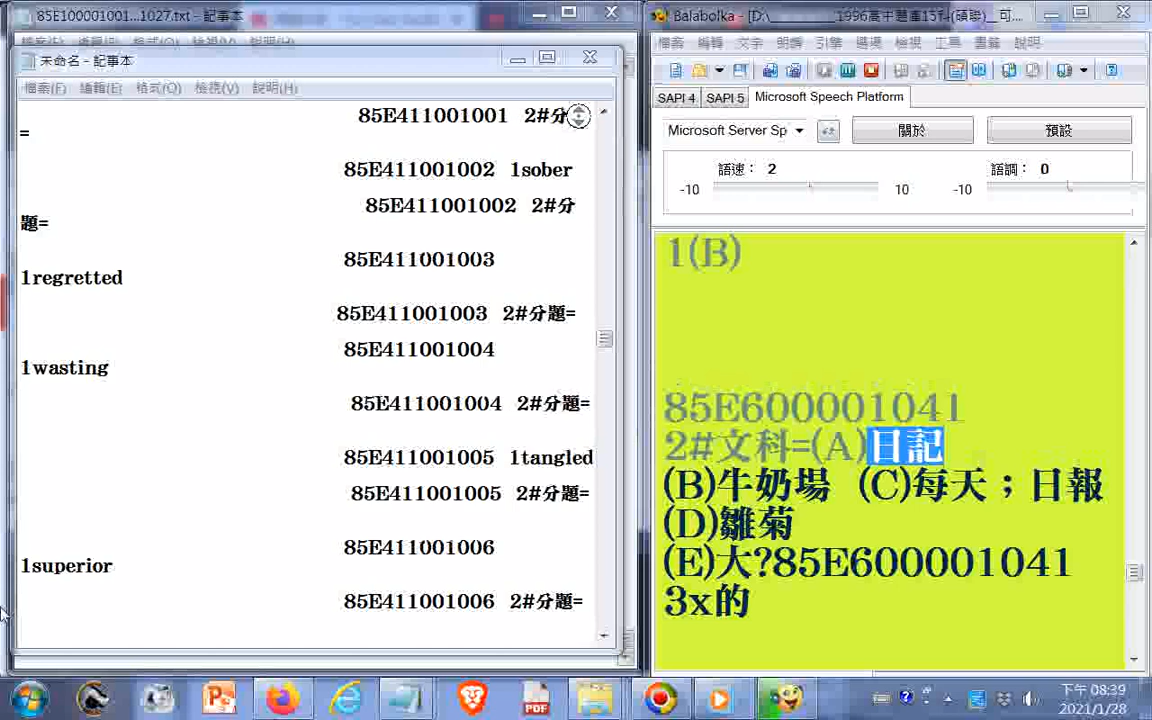 85E100001001...1027.txt - 記事本
未命名 - 記事本
檔案(F) 編輯(E) 格式(O) 檢視(V) 說明(H)
85E411001001 2#分
=
85E411001002 1sober
85E411001002 2#分
題=
85E411001003
1regretted
85E411001003 2#分題=
85E411001004
1wasting
85E411001004 2#分題=
85E411001005 1tangled
85E411001005 2#分題=
85E411001006
1superior
85E411001006 2#分題=
Balabolka - [D:\
檔案 編輯 文字 朗讀 引擎 選項 檢視 工具 書籤 說明
SAPI 4 SAPI 5 Microsoft Speech Platform
Microsoft Server Sp 關於 預設
語速： 2 語調： 0
-10 10 -10
1(B)
85E600001041
2#文科=(A)日記
(B)牛奶場 (C)每天；日報
(D)雛菊
(E)大?85E600001041
3x的
PDF
下午 08:39
2021/1/28